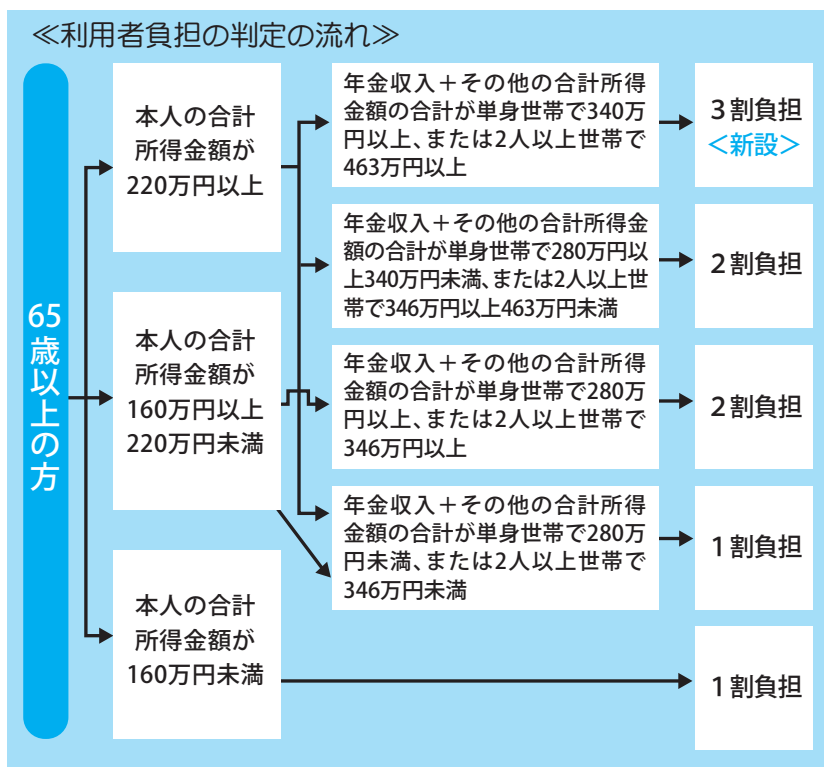 ≪利用者負担の判定の流れ≫
65歳以上の方
本人の合計
所得金額が
220万円以上
年金収入＋その他の合計所得
金額の合計が単身世帯で340万
円以上、または2人以上世帯で
463万円以上
3割負担
＜新設＞
年金収入＋その他の合計所得金
額の合計が単身世帯で280万円以
上340万円未満、または2人以上世
帯で346万円以上463万円未満
2割負担
本人の合計
所得金額が
160万円以上
220万円未満
年金収入＋その他の合計所得
金額の合計が単身世帯で280万
円以上、または2人以上世帯で
346万円以上
2割負担
年金収入＋その他の合計所得
金額の合計が単身世帯で280万
円未満、または2人以上世帯で
346万円未満
1割負担
本人の合計
所得金額が
160万円未満
1割負担